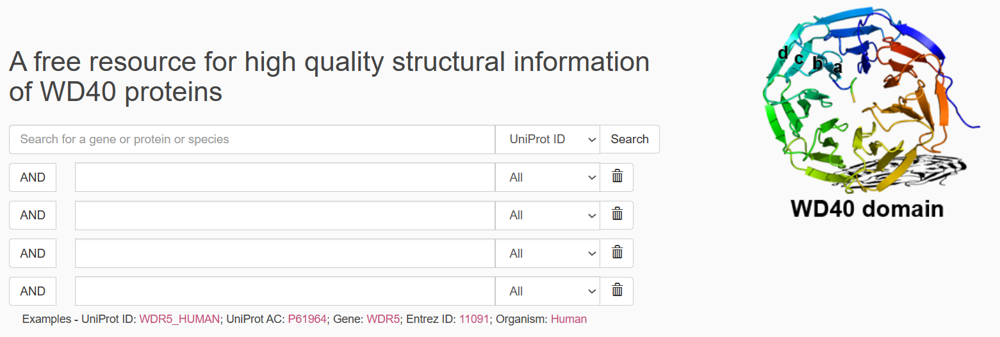 A free resource for high quality structural information
of WD40 proteins
Search for a gene or protein or species
UniProt ID
Search
AND
All
AND
All
AND
All
AND
All
Examples - UniProt ID: WDR5_HUMAN; UniProt AC: P61964; Gene: WDR5; Entrez ID: 11091; Organism: Human
d c b a
WD40 domain